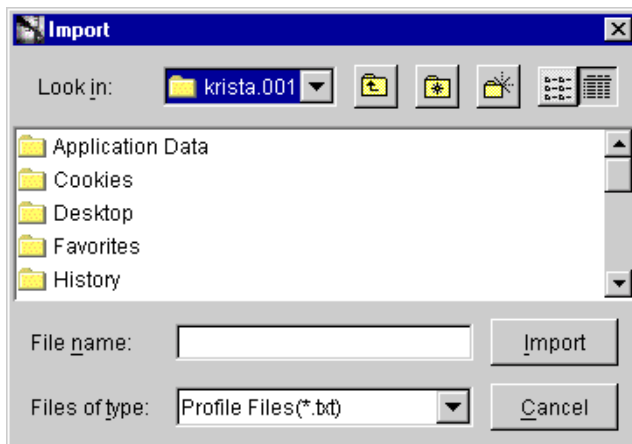 Import
Look in: krista.001
Application Data
Cookies
Desktop
Favorites
History
File name: Import
Files of type: Profile Files(*.txt) Cancel